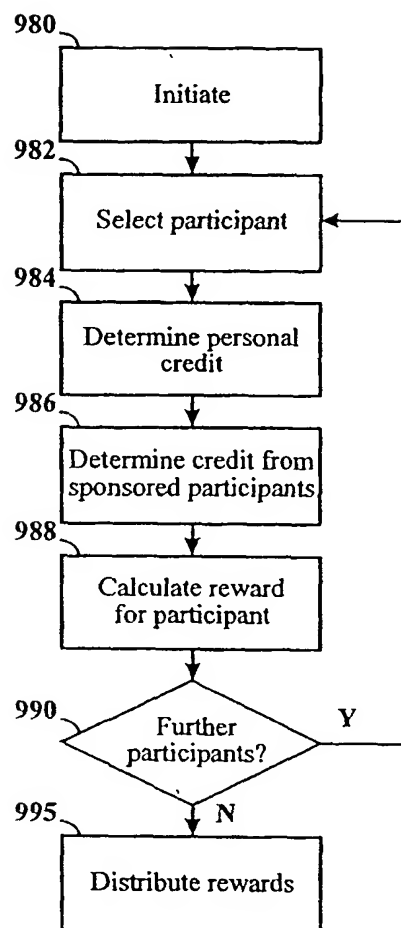 980
Initiate
982
Select participant
984
Determine personal
credit
986
Determine credit from
sponsored participants
988
Calculate reward
for participant
990
Further
participants?
Y
N
995
Distribute rewards